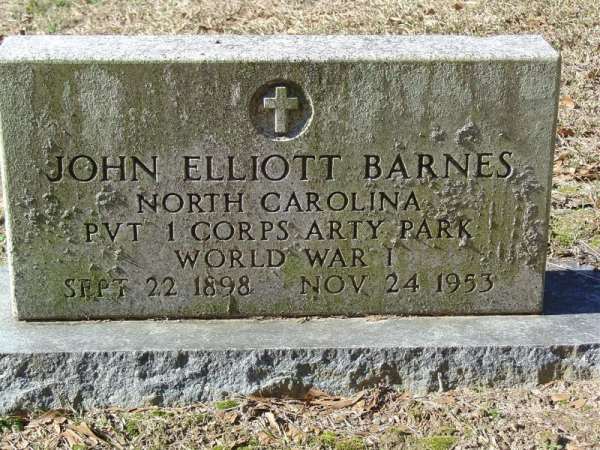 JOHN ELLIOTT BARNES
NORTH CAROLINA
PVT 1 CORPS ARTY PARK
WORLD WAR I
SEPT 22 1898 NOV 24 1953